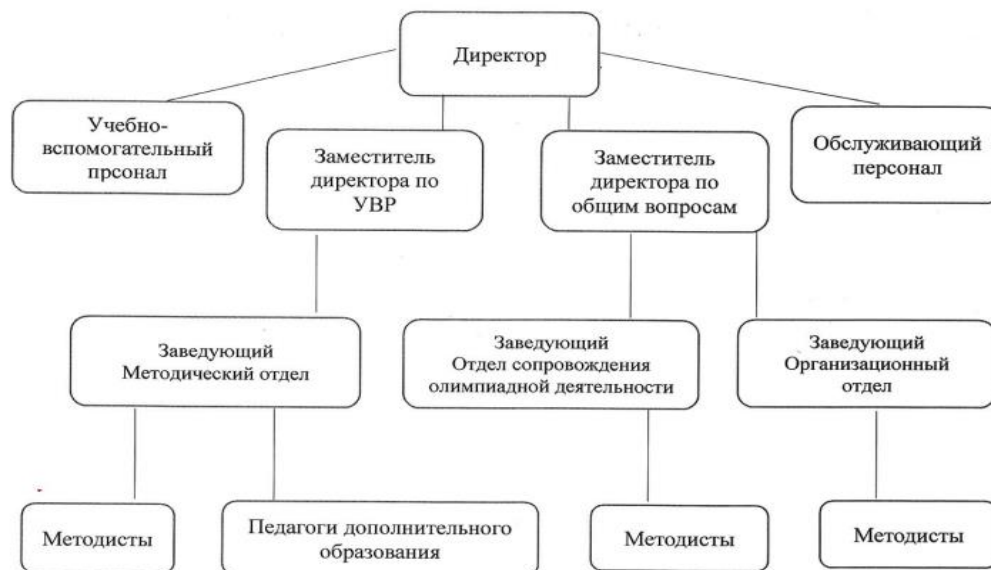 Директор
Учебно-
вспомогательный
прсонал
Заместитель
директора по
УВР
Заместитель
директора по
общим вопросам
Обслуживающий
персонал
Заведующий
Методический отдел
Заведующий
Отдел сопровождения
олимпиадной деятельности
Заведующий
Организационный
отдел
Методисты
Педагоги дополнительного
образования
Методисты
Методисты